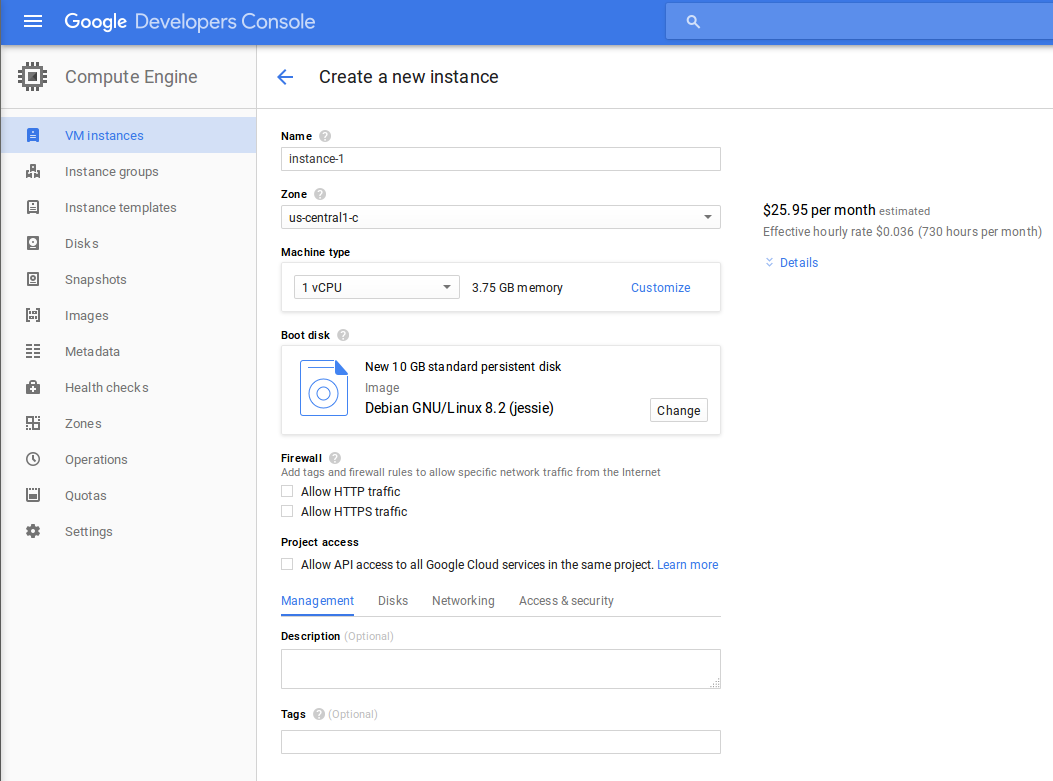 Google Developers Console
Compute Engine
Create a new instance
VM instances
Instance groups
Instance templates
Disks
Snapshots
Images
Metadata
Health checks
Zones
Operations
Quotas
Settings
Name ?
instance-1
Zone ?
us-central1-c
Machine type
1 vCPU 3.75 GB memory Customize
Boot disk ?
New 10 GB standard persistent disk
Image
Debian GNU/Linux 8.2 (jessie)
Change
Firewall ?
Add tags and firewall rules to allow specific network traffic from the Internet
Allow HTTP traffic
Allow HTTPS traffic
Project access
Allow API access to all Google Cloud services in the same project. Learn more
Management Disks Networking Access & security
Description (Optional)
Tags ? (Optional)
$25.95 per month estimated
Effective hourly rate $0.036 (730 hours per month)
Details